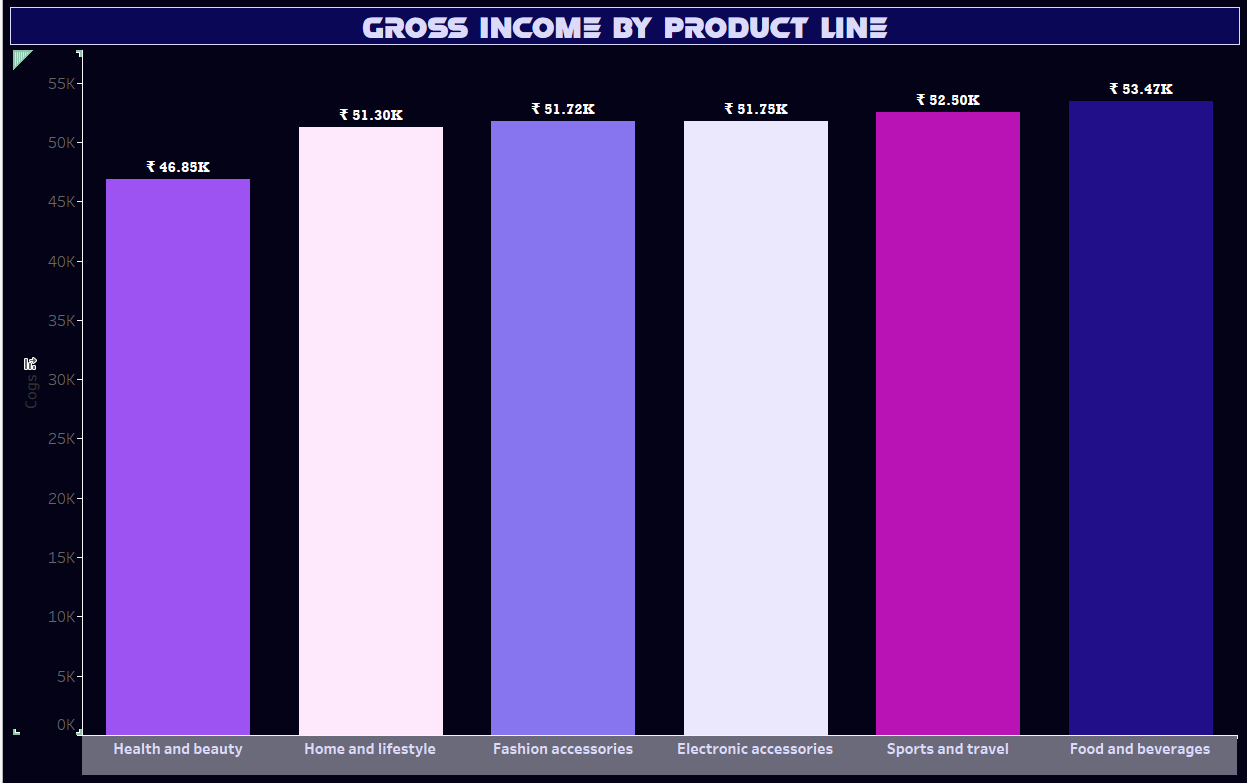 GROSS INCOME BY PRODUCT LINE
55K
50K
45K
40K
35K
30K
25K
20K
15K
10K
5K
0K
Cogs
₹ 46.85K
₹ 51.30K
₹ 51.72K
₹ 51.75K
₹ 52.50K
₹ 53.47K
Health and beauty
Home and lifestyle
Fashion accessories
Electronic accessories
Sports and travel
Food and beverages